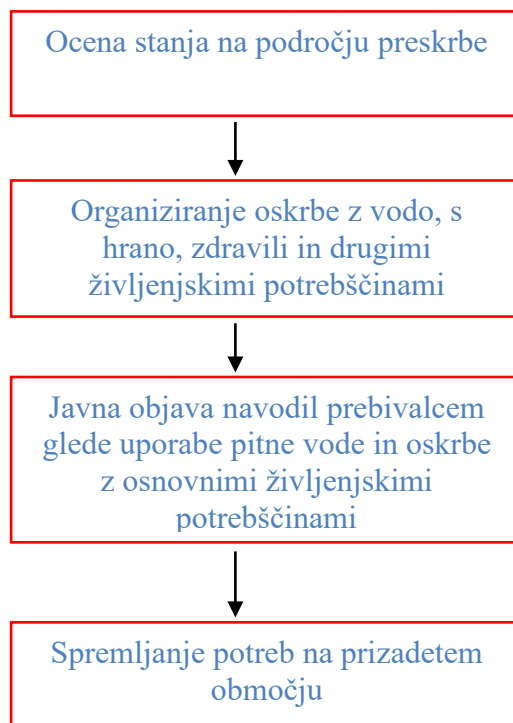 Ocena stanja na področju preskrbe
Organiziranje oskrbe z vodo, s
hrano, zdravili in drugimi
življenjskimi potrebščinami
Javna objava navodil prebivalcem
glede uporabe pitne vode in oskrbe
z osnovnimi življenjskimi
potrebščinami
Spremljanje potreb na prizadetem
območju